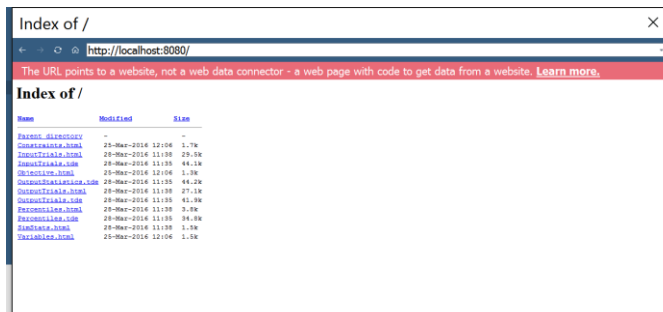 Index of /
http://localhost:8080/
The URL points to a website, not a web data connector - a web page with code to get data from a website. Learn more.
Index of /
Name Modified Size
Parent directory - -
Constraints.html 25-Mar-2016 12:06 1.7k
InputTrials.html 28-Mar-2016 11:38 29.5k
InputTrials.tde 28-Mar-2016 11:35 44.1k
Objective.html 25-Mar-2016 12:06 1.3k
OutputStatistics.tde 28-Mar-2016 11:35 44.2k
OutputTrials.html 28-Mar-2016 11:38 27.1k
OutputTrials.tde 28-Mar-2016 11:35 41.9k
Percentiles.html 28-Mar-2016 11:38 3.8k
Percentiles.tde 28-Mar-2016 11:35 34.8k
SimStats.html 28-Mar-2016 11:38 1.5k
Variables.html 25-Mar-2016 12:06 1.5k